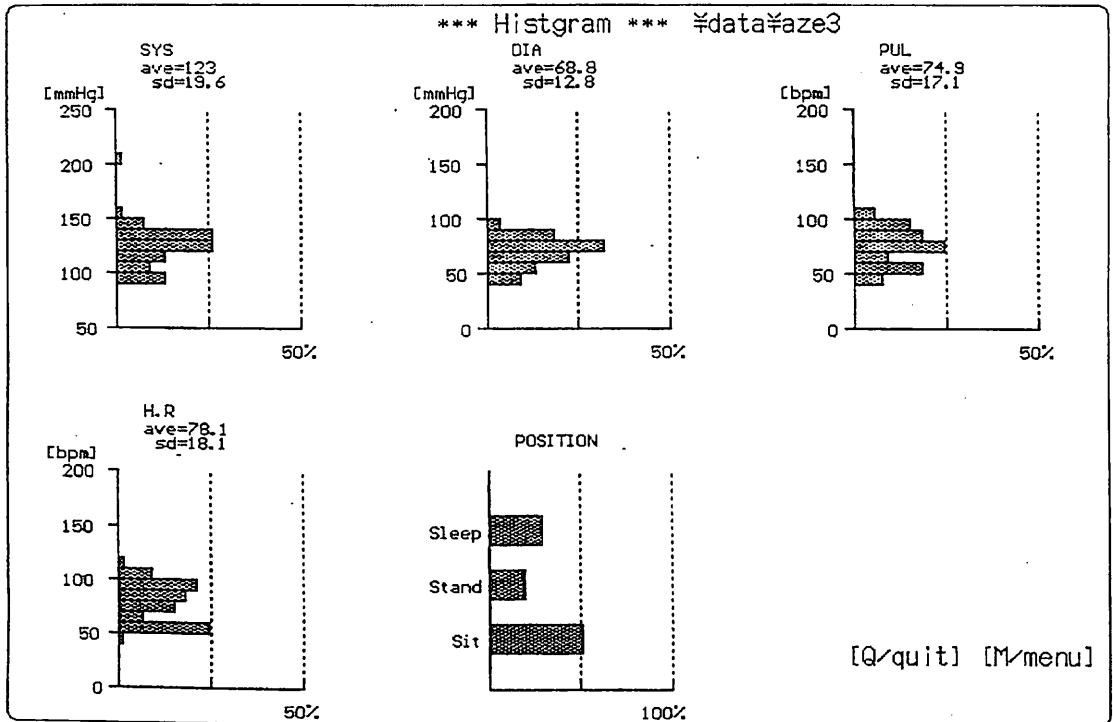 *** Histgram *** ¥data¥aze3
SYS
ave=123
sd=19.6
[mmHg]
250
200
150
100
50
50%
DIA
ave=68.8
sd=12.8
[mmHg]
200
150
100
50
0
50%
PUL
ave=74.9
sd=17.1
[bpm]
200
150
100
50
0
50%
H.R
ave=78.1
sd=18.1
[bpm]
200
150
100
50
0
50%
POSITION
Sleep
Stand
Sit
100%
[Q/quit] [M/menu]